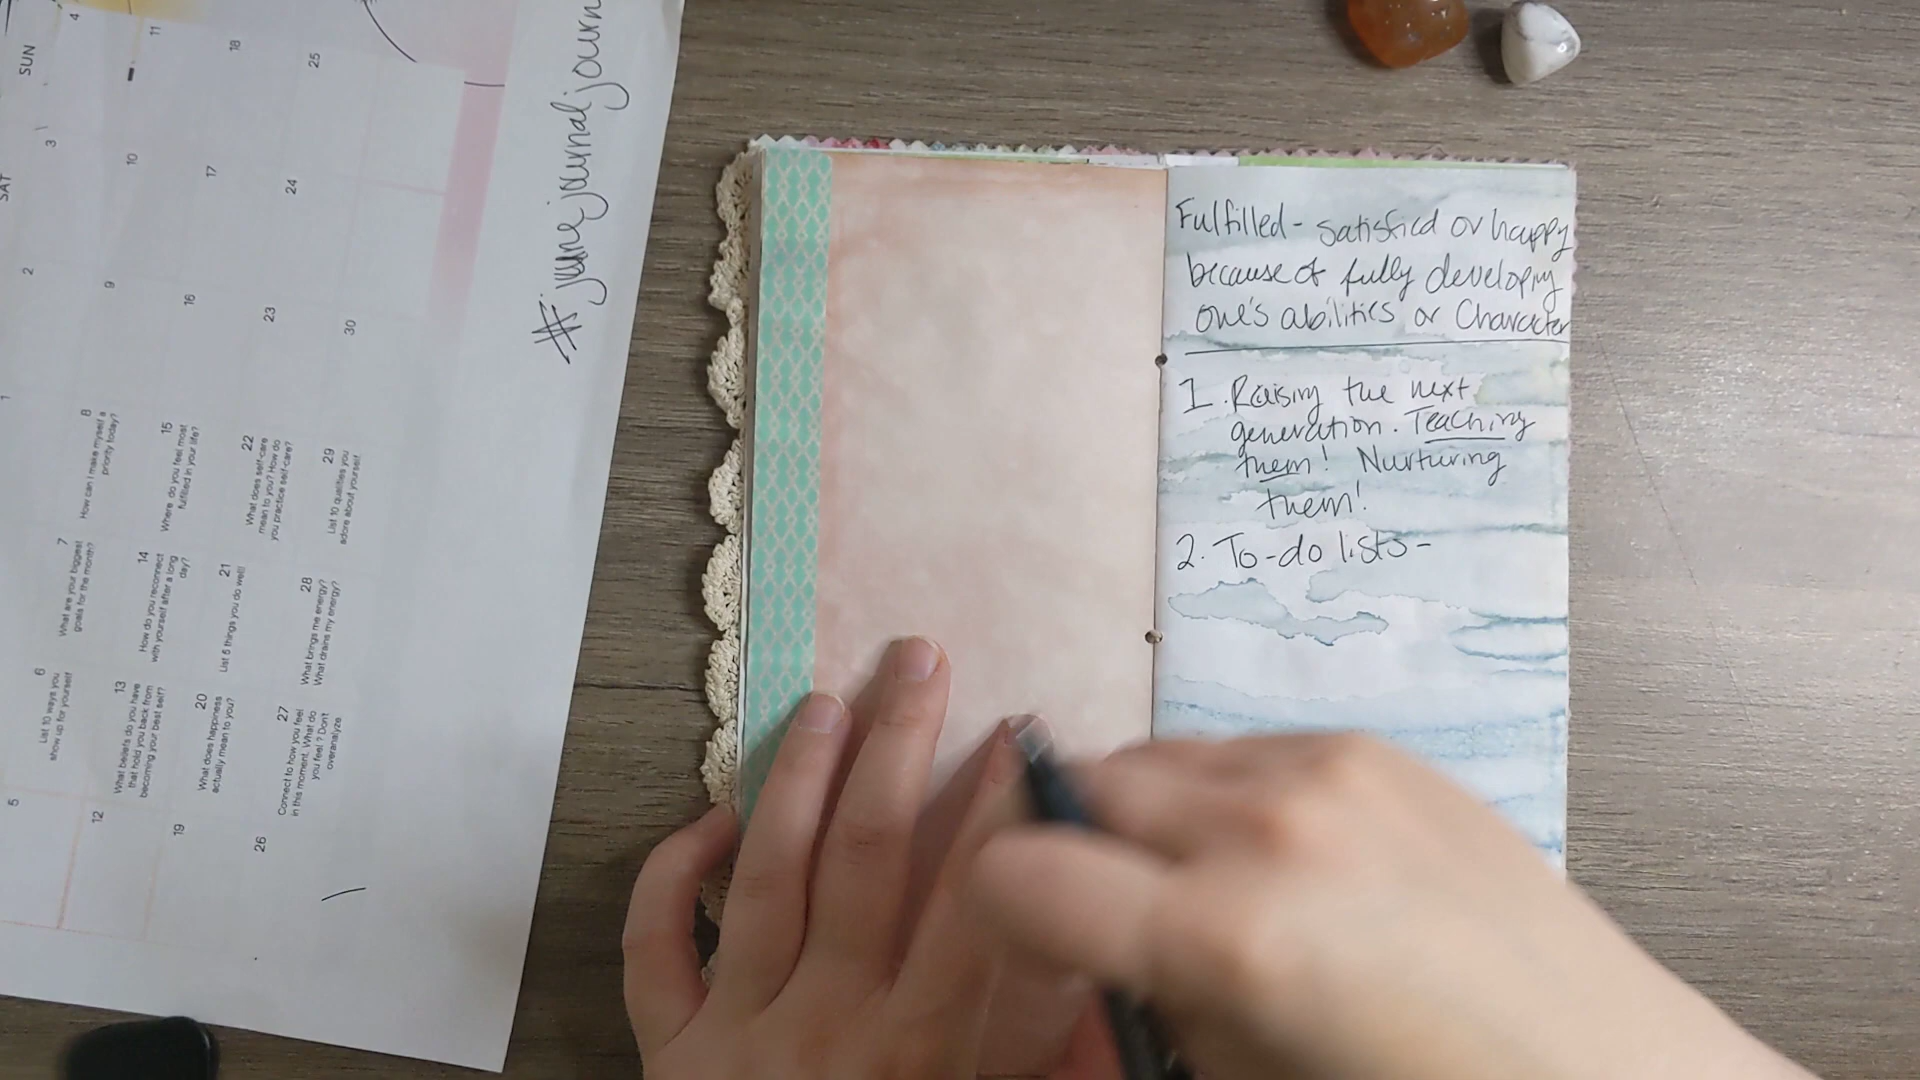 #junejournaljourn
SUN
SAT
4
11
18
25
3
10
17
24
2
9
16
23
30
1
8
How can I make myself a
priority today?
15
Where do you feel most
fulfilled in your life?
22
What does self-care
mean to you? How do
you practice self-care?
29
List 10 qualities you
adore about yourself.
7
What are your biggest
goals for the month?
14
How do you reconnect
with yourself after a long
day?
21
List 5 things you do well!
28
What brings me energy?
What drains my energy?
6
List 10 ways you
show up for yourself
13
What beliefs do you have
that hold you back from
becoming your best self?
20
What does happiness
actually mean to you?
27
Connect to how you feel
in this moment. What do
you feel? Don't
overanalyze.
5
12
19
26
Fulfilled - satisfied or happy
because of fully developing
one's abilities or Character
1. Raising the next
generation. Teaching
them! Nurturing
them!
2. To-do lists -